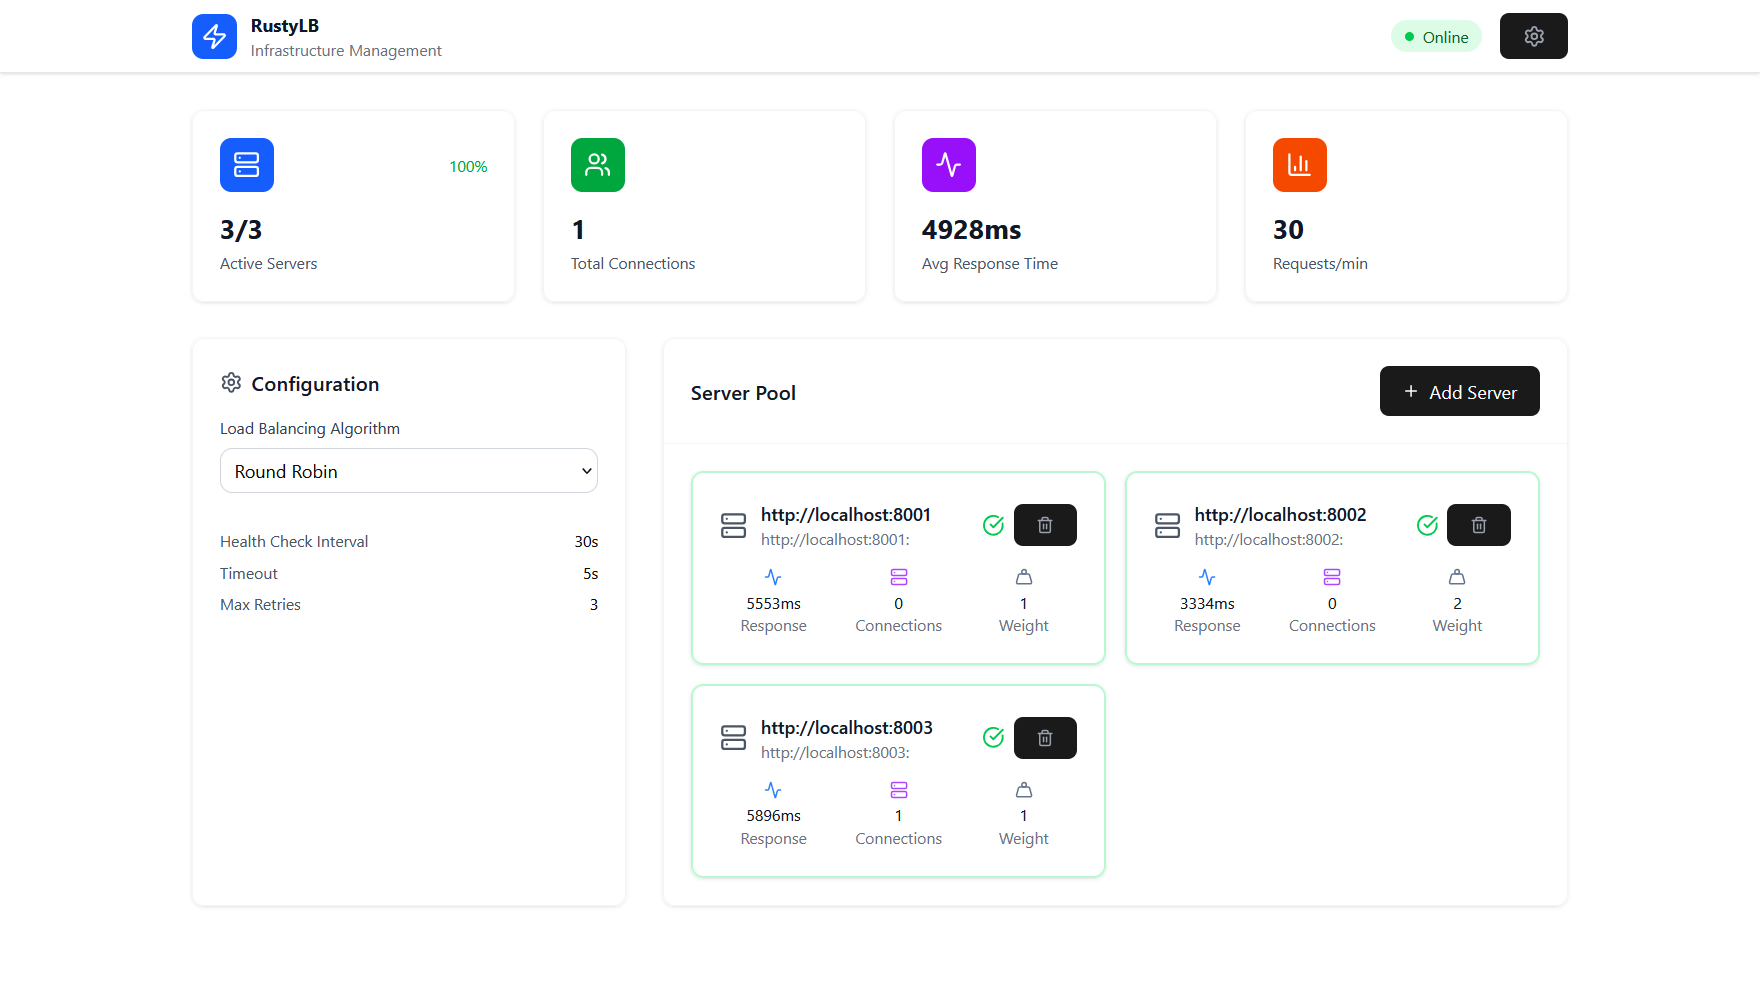 RustyLB
Infrastructure Management
Online
100%
3/3
Active Servers
1
Total Connections
4928ms
Avg Response Time
30
Requests/min
Configuration
Load Balancing Algorithm
Round Robin
Health Check Interval 30s
Timeout 5s
Max Retries 3
Server Pool
+ Add Server
http://localhost:8001
http://localhost:8001:
5553ms 0 1
Response Connections Weight
http://localhost:8002
http://localhost:8002:
3334ms 0 2
Response Connections Weight
http://localhost:8003
http://localhost:8003:
5896ms 1 1
Response Connections Weight